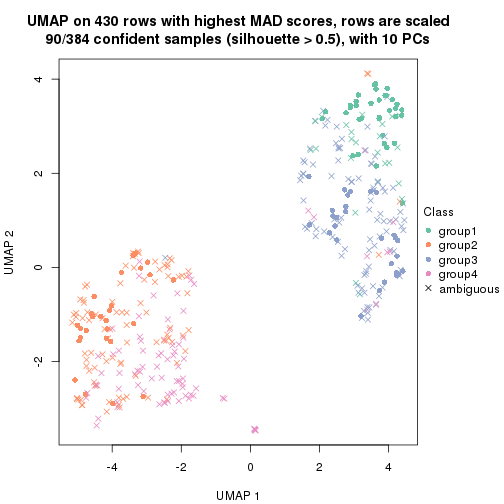 UMAP on 430 rows with highest MAD scores, rows are scaled
90/384 confident samples (silhouette > 0.5), with 10 PCs
4
2
0
-2
UMAP 2
-4
-2
0
2
4
UMAP 1
Class
group1
group2
group3
group4
ambiguous